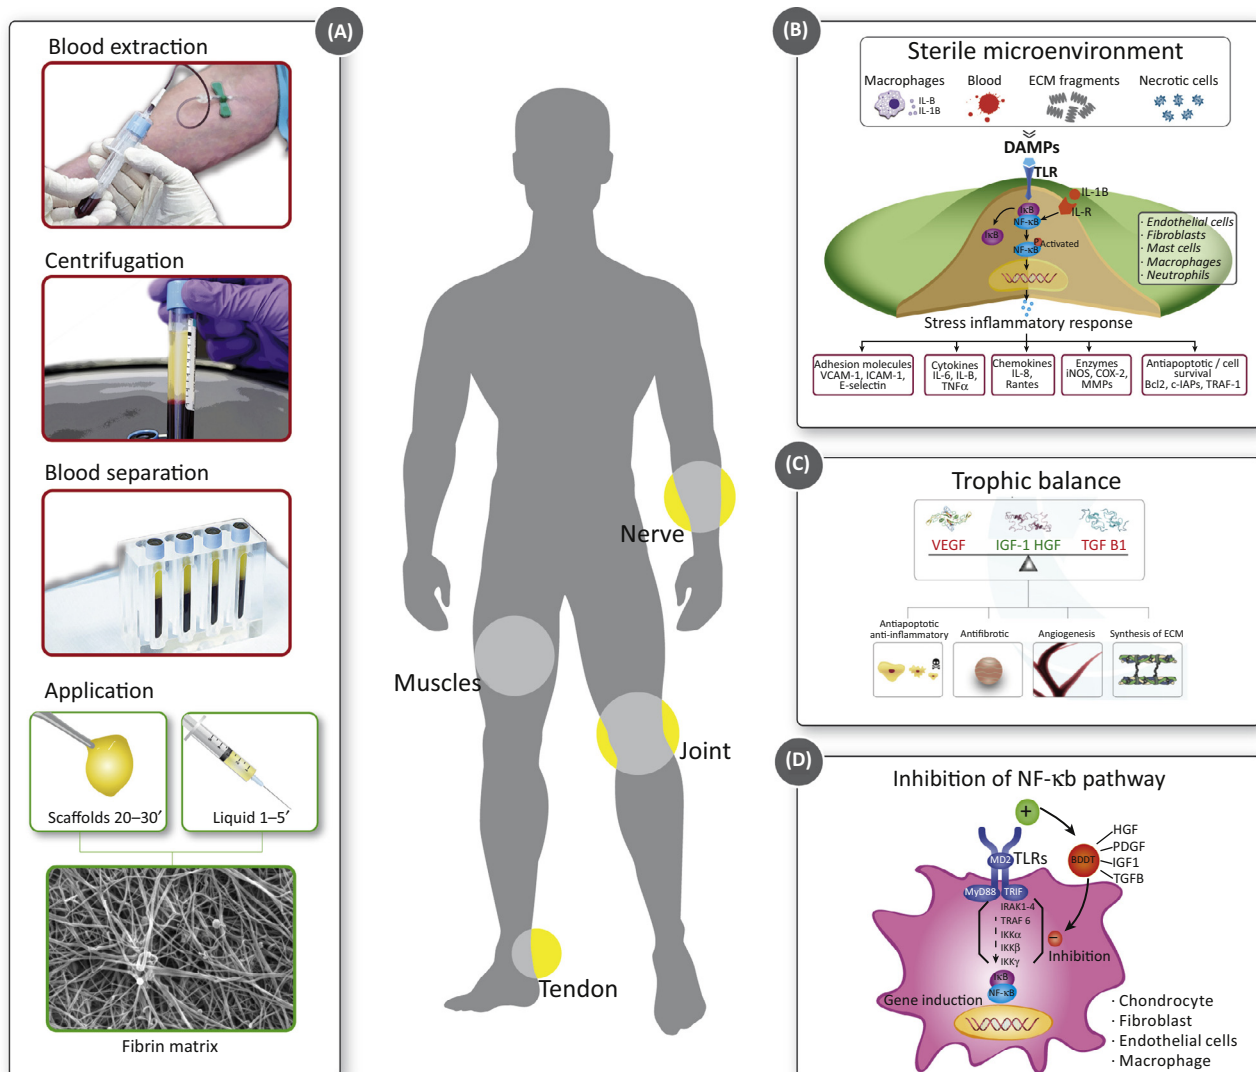 (A)
Blood extraction
Centrifugation
Blood separation
Application
Scaffolds 20–30′
Liquid 1–5′
Fibrin matrix
Nerve
Muscles
Joint
Tendon
(B)
Sterile microenvironment
Macrophages
Blood
ECM fragments
Necrotic cells
IL-B
IL-1B
DAMPs
TLR
IL-1B
IL-R
IκB
NF-κB
IκB
P
Activated
NF-κB
· Endothelial cells
· Fibroblasts
· Mast cells
· Macrophages
· Neutrophils
Stress inflammatory response
Adhesion molecules
VCAM-1, ICAM-1,
E-selectin
Cytokines
IL-6, IL-B,
TNFα
Chemokines
IL-8,
Rantes
Enzymes
iNOS, COX-2,
MMPs
Antiapoptotic / cell
survival
Bcl2, c-IAPs, TRAF-1
(C)
Trophic balance
VEGF
IGF-1 HGF
TGF B1
Antiapoptotic
anti-inflammatory
Antifibrotic
Angiogenesis
Synthesis of ECM
(D)
Inhibition of NF-κb pathway
+
HGF
PDGF
IGF1
TGFB
BDDT
MD2
TLRs
MyD88
TRIF
IRAK1-4
TRAF 6
IKKα
IKKβ
IKKγ
–
Inhibition
IκB
NF-κB
Gene induction
· Chondrocyte
· Fibroblast
· Endothelial cells
· Macrophage